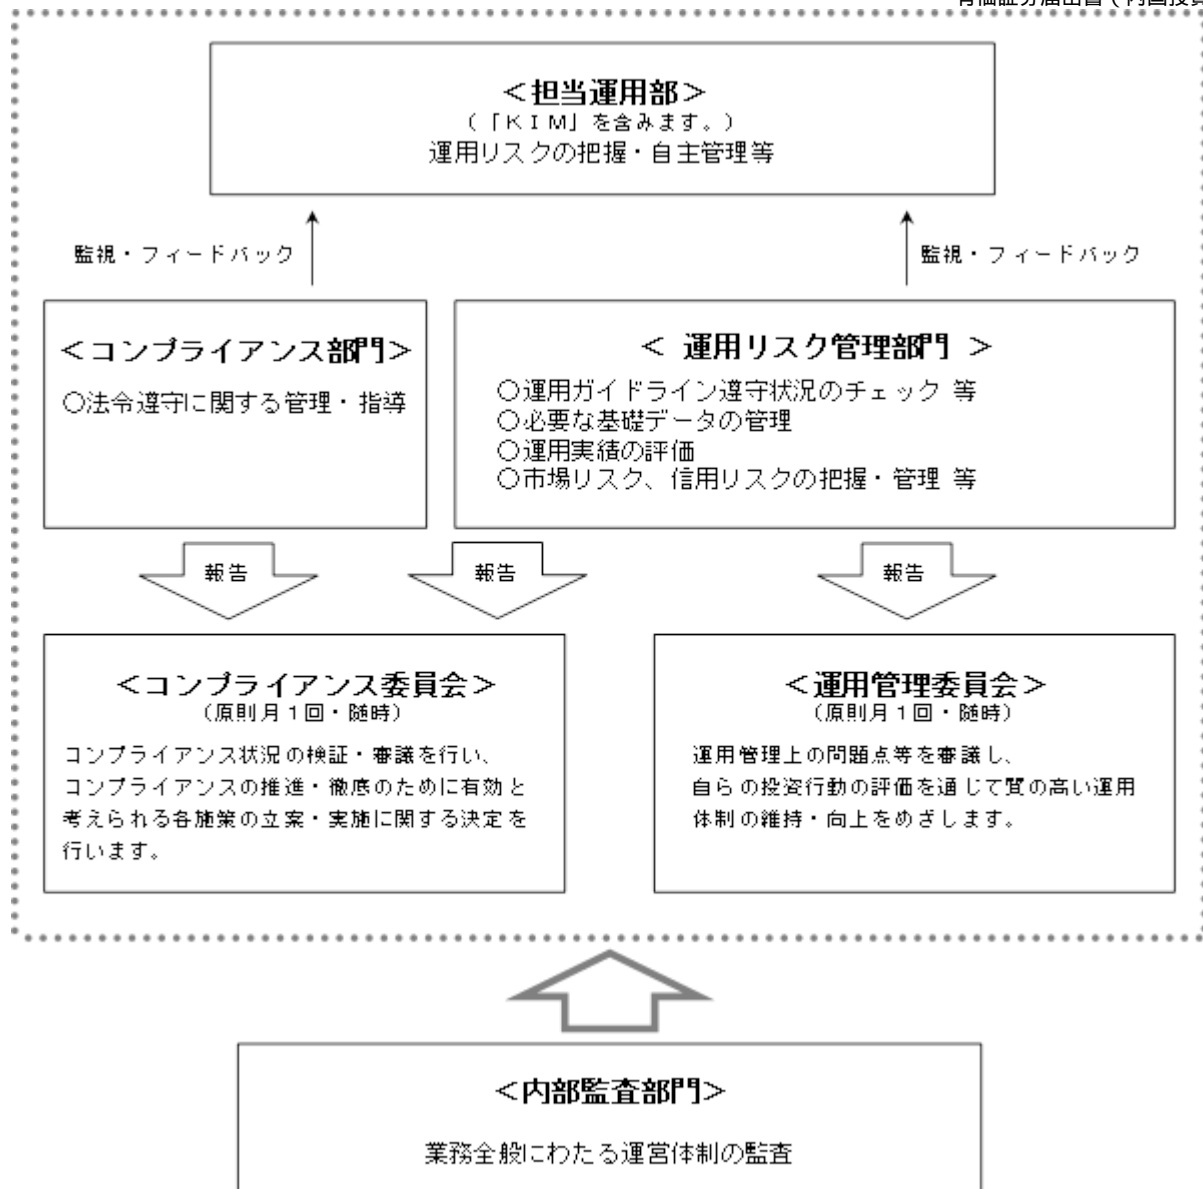 ＜担当運用部＞
（「ＫＩＭ」を含みます。）
運用リスクの把握・自主管理等
監視・フィードバック
監視・フィードバック
＜コンプライアンス部門＞
○法令遵守に関する管理・指導
＜ 運用リスク管理部門 ＞
○運用ガイドライン遵守状況のチェック 等
○必要な基礎データの管理
○運用実績の評価
○市場リスク、信用リスクの把握・管理 等
報告
報告
報告
＜コンプライアンス委員会＞
（原則月１回・随時）
コンプライアンス状況の検証・審議を行い、
コンプライアンスの推進・徹底のために有効と
考えられる各施策の立案・実施に関する決定を
行います。
＜運用管理委員会＞
（原則月１回・随時）
運用管理上の問題点等を審議し、
自らの投資行動の評価を通じて質の高い運用
体制の維持・向上をめざします。
＜内部監査部門＞
業務全般にわたる運営体制の監査